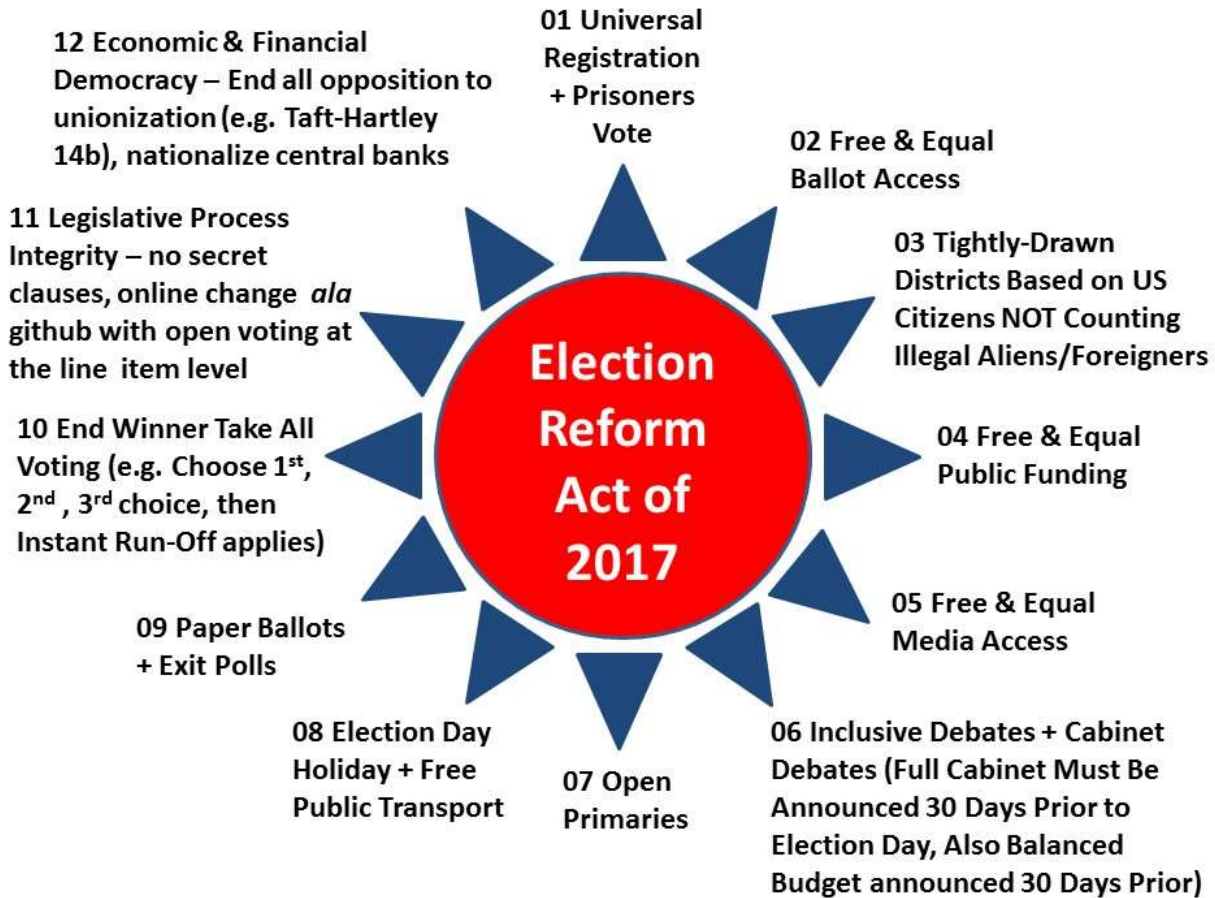 Election
Reform
Act of
2017
01 Universal
Registration
+ Prisoners
Vote
02 Free & Equal
Ballot Access
03 Tightly-Drawn
Districts Based on US
Citizens NOT Counting
Illegal Aliens/Foreigners
04 Free & Equal
Public Funding
05 Free & Equal
Media Access
06 Inclusive Debates + Cabinet
Debates (Full Cabinet Must Be
Announced 30 Days Prior to
Election Day, Also Balanced
Budget announced 30 Days Prior)
07 Open
Primaries
08 Election Day
Holiday + Free
Public Transport
09 Paper Ballots
+ Exit Polls
10 End Winner Take All
Voting (e.g. Choose 1st,
2nd , 3rd choice, then
Instant Run-Off applies)
11 Legislative Process
Integrity – no secret
clauses, online change ala
github with open voting at
the line item level
12 Economic & Financial
Democracy – End all opposition to
unionization (e.g. Taft-Hartley
14b), nationalize central banks